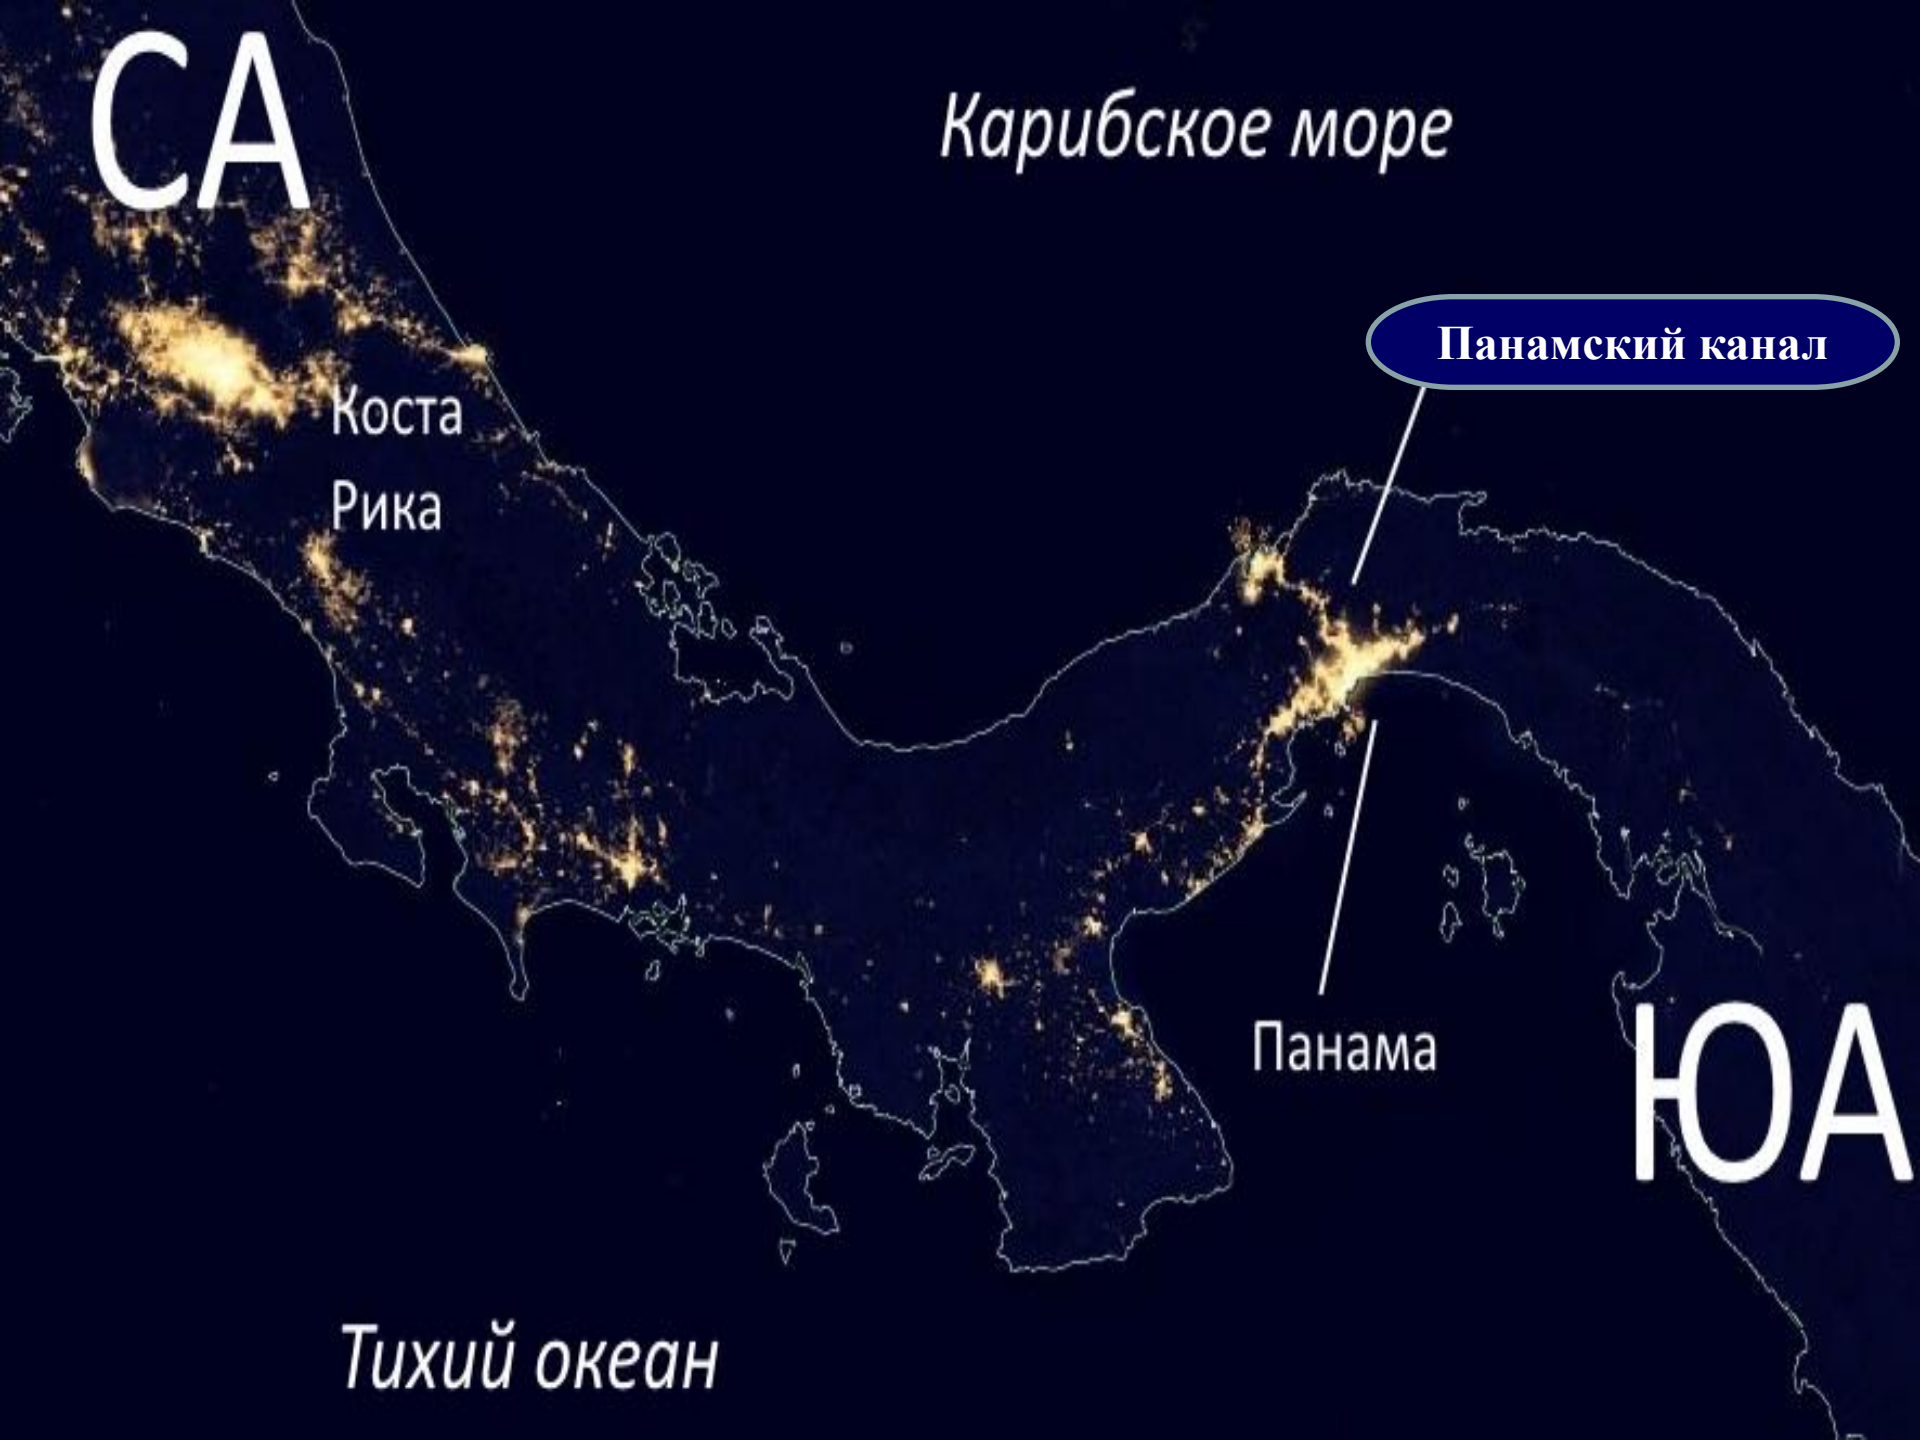 СА
Карибское море
Панамский канал
Коста
Рика
Панама
ЮА
Тихий океан